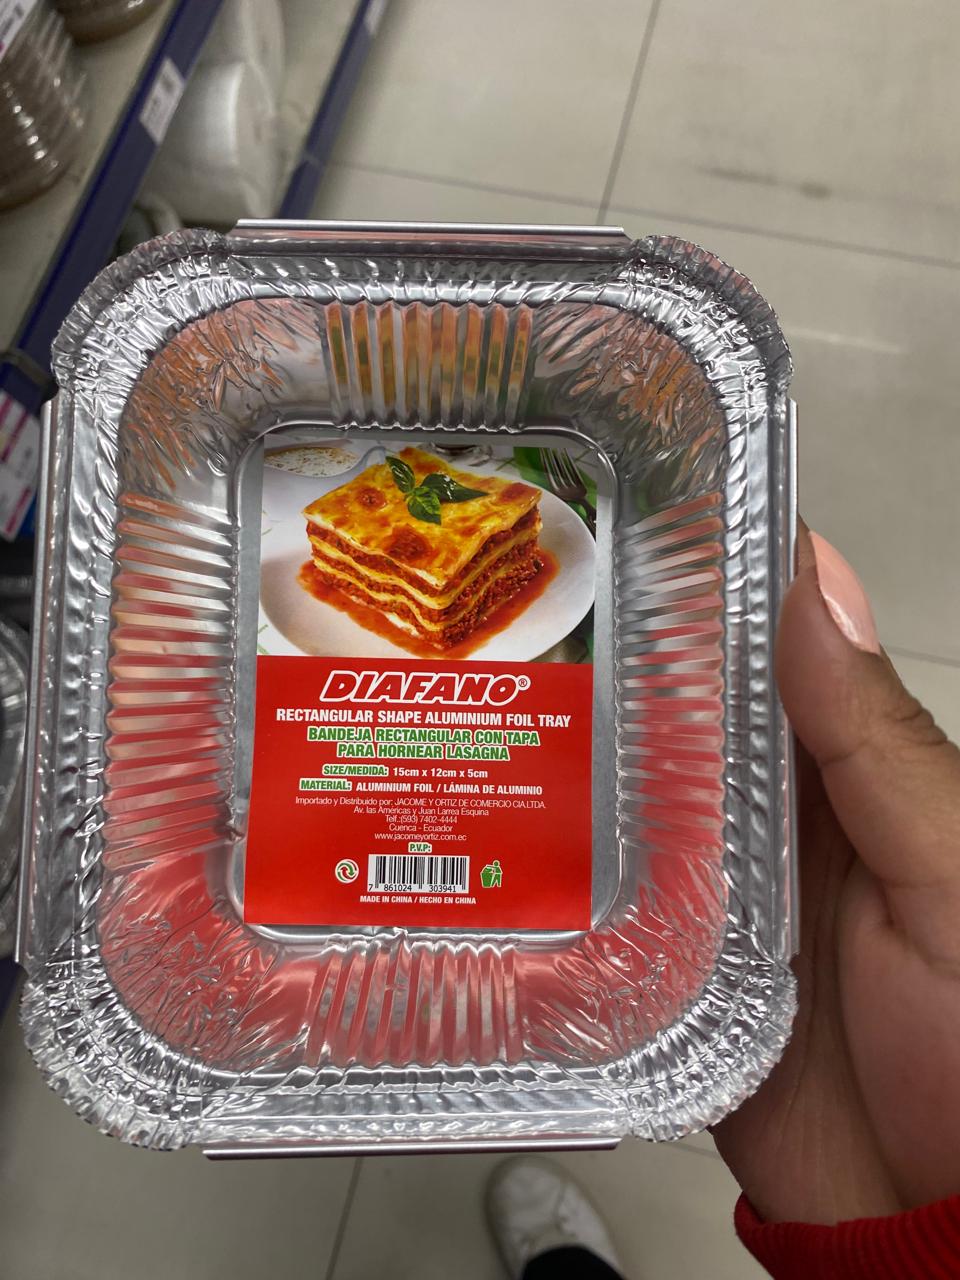 DIAFANO®
RECTANGULAR SHAPE ALUMINIUM FOIL TRAY
BANDEJA RECTANGULAR CON TAPA
PARA HORNEAR LASAGNA
SIZE/MEDIDA: 15cm x 12cm x 5cm
MATERIAL: ALUMINIUM FOIL / LÁMINA DE ALUMINIO
Importado y Distribuido por: JACOME Y ORTIZ DE COMERCIO CIA.LTDA.
Av. las Américas y Juan Larrea Esquina
Telf.:(593) 7402-4444
Cuenca - Ecuador
www.jacomeyortiz.com.ec
P.V.P:
7 861024 303941
MADE IN CHINA / HECHO EN CHINA